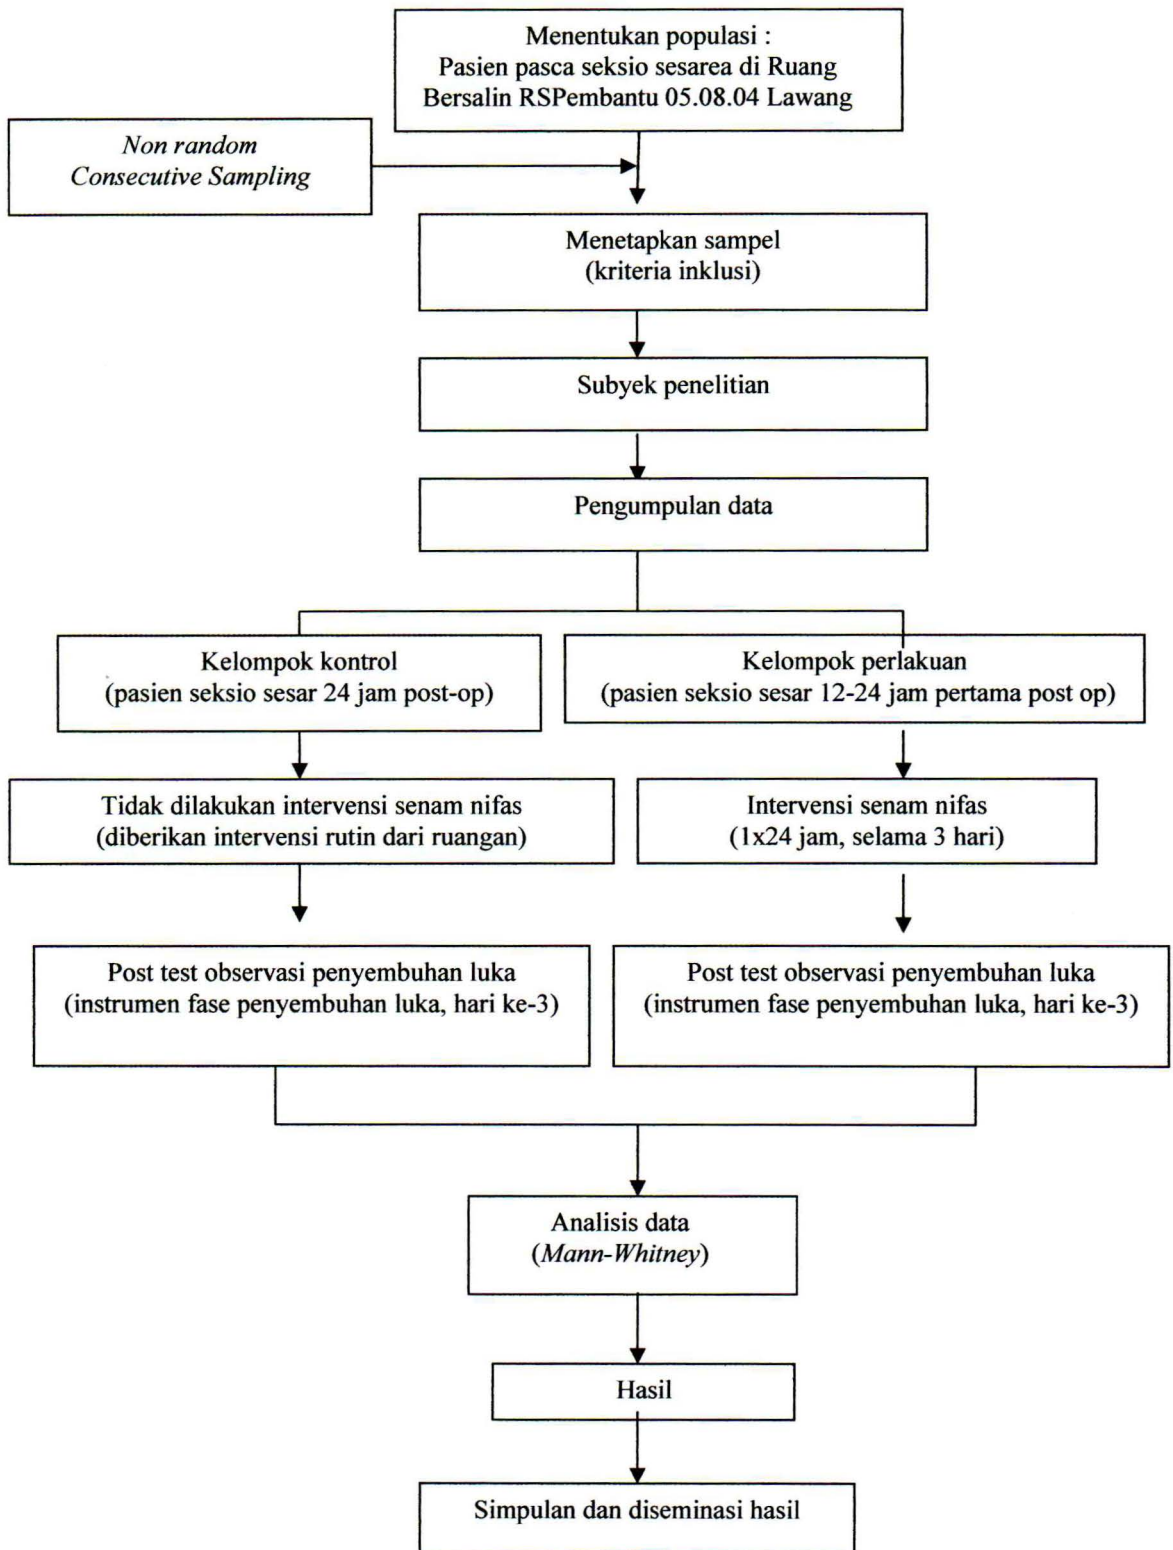 Menentukan populasi :
Pasien pasca seksio sesarea di Ruang
Bersalin RSPembantu 05.08.04 Lawang
Non random
Consecutive Sampling
Menetapkan sampel
(kriteria inklusi)
Subyek penelitian
Pengumpulan data
Kelompok kontrol
(pasien seksio sesar 24 jam post-op)
Kelompok perlakuan
(pasien seksio sesar 12-24 jam pertama post op)
Tidak dilakukan intervensi senam nifas
(diberikan intervensi rutin dari ruangan)
Intervensi senam nifas
(1x24 jam, selama 3 hari)
Post test observasi penyembuhan luka
(instrumen fase penyembuhan luka, hari ke-3)
Post test observasi penyembuhan luka
(instrumen fase penyembuhan luka, hari ke-3)
Analisis data
(Mann-Whitney)
Hasil
Simpulan dan diseminasi hasil